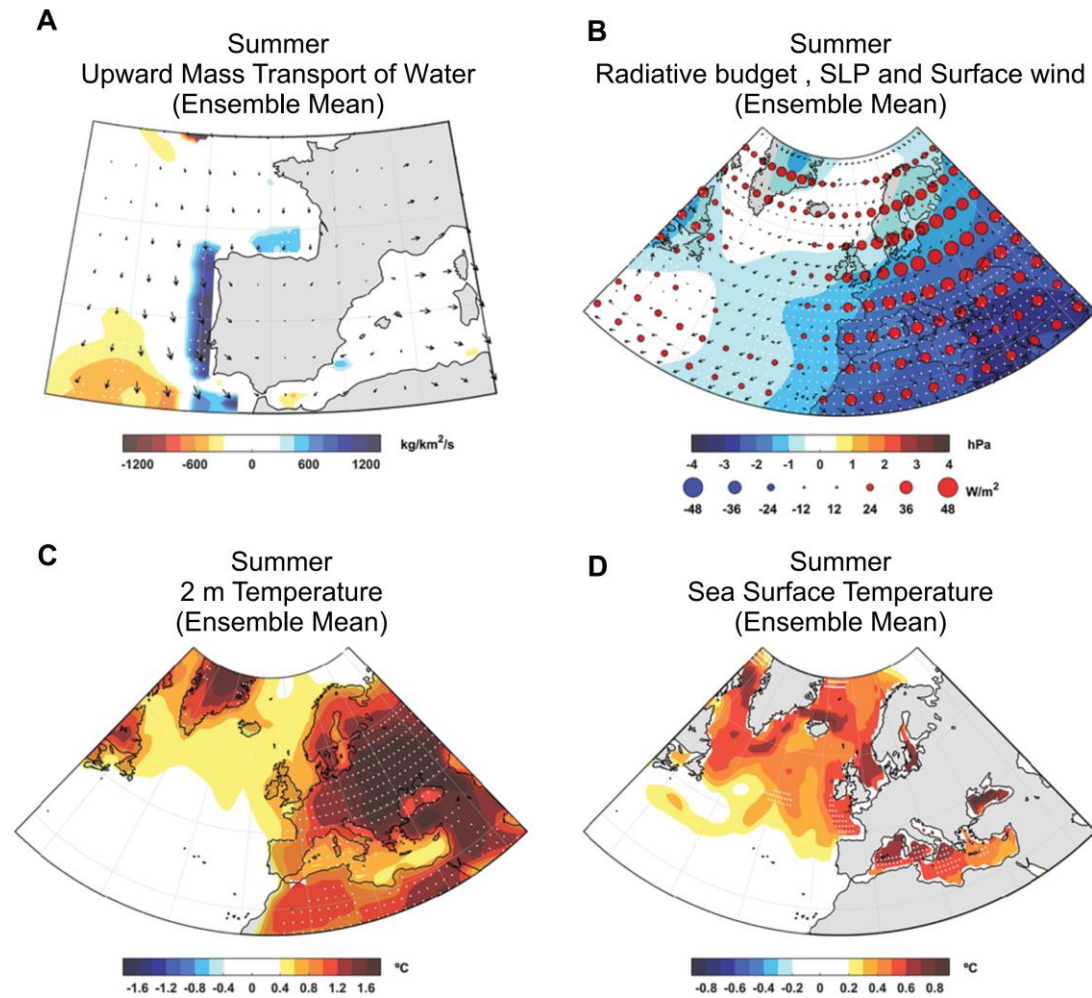 A
Summer
Upward Mass Transport of Water
(Ensemble Mean)
kg/km²/s
-1200 -600 0 600 1200
B
Summer
Radiative budget , SLP and Surface wind
(Ensemble Mean)
hPa
-4 -3 -2 -1 0 1 2 3 4
W/m²
-48 -36 -24 -12 12 24 36 48
C
Summer
2 m Temperature
(Ensemble Mean)
ºC
-1.6 -1.2 -0.8 -0.4 0 0.4 0.8 1.2 1.6
D
Summer
Sea Surface Temperature
(Ensemble Mean)
ºC
-0.8 -0.6 -0.4 -0.2 0 0.2 0.4 0.6 0.8